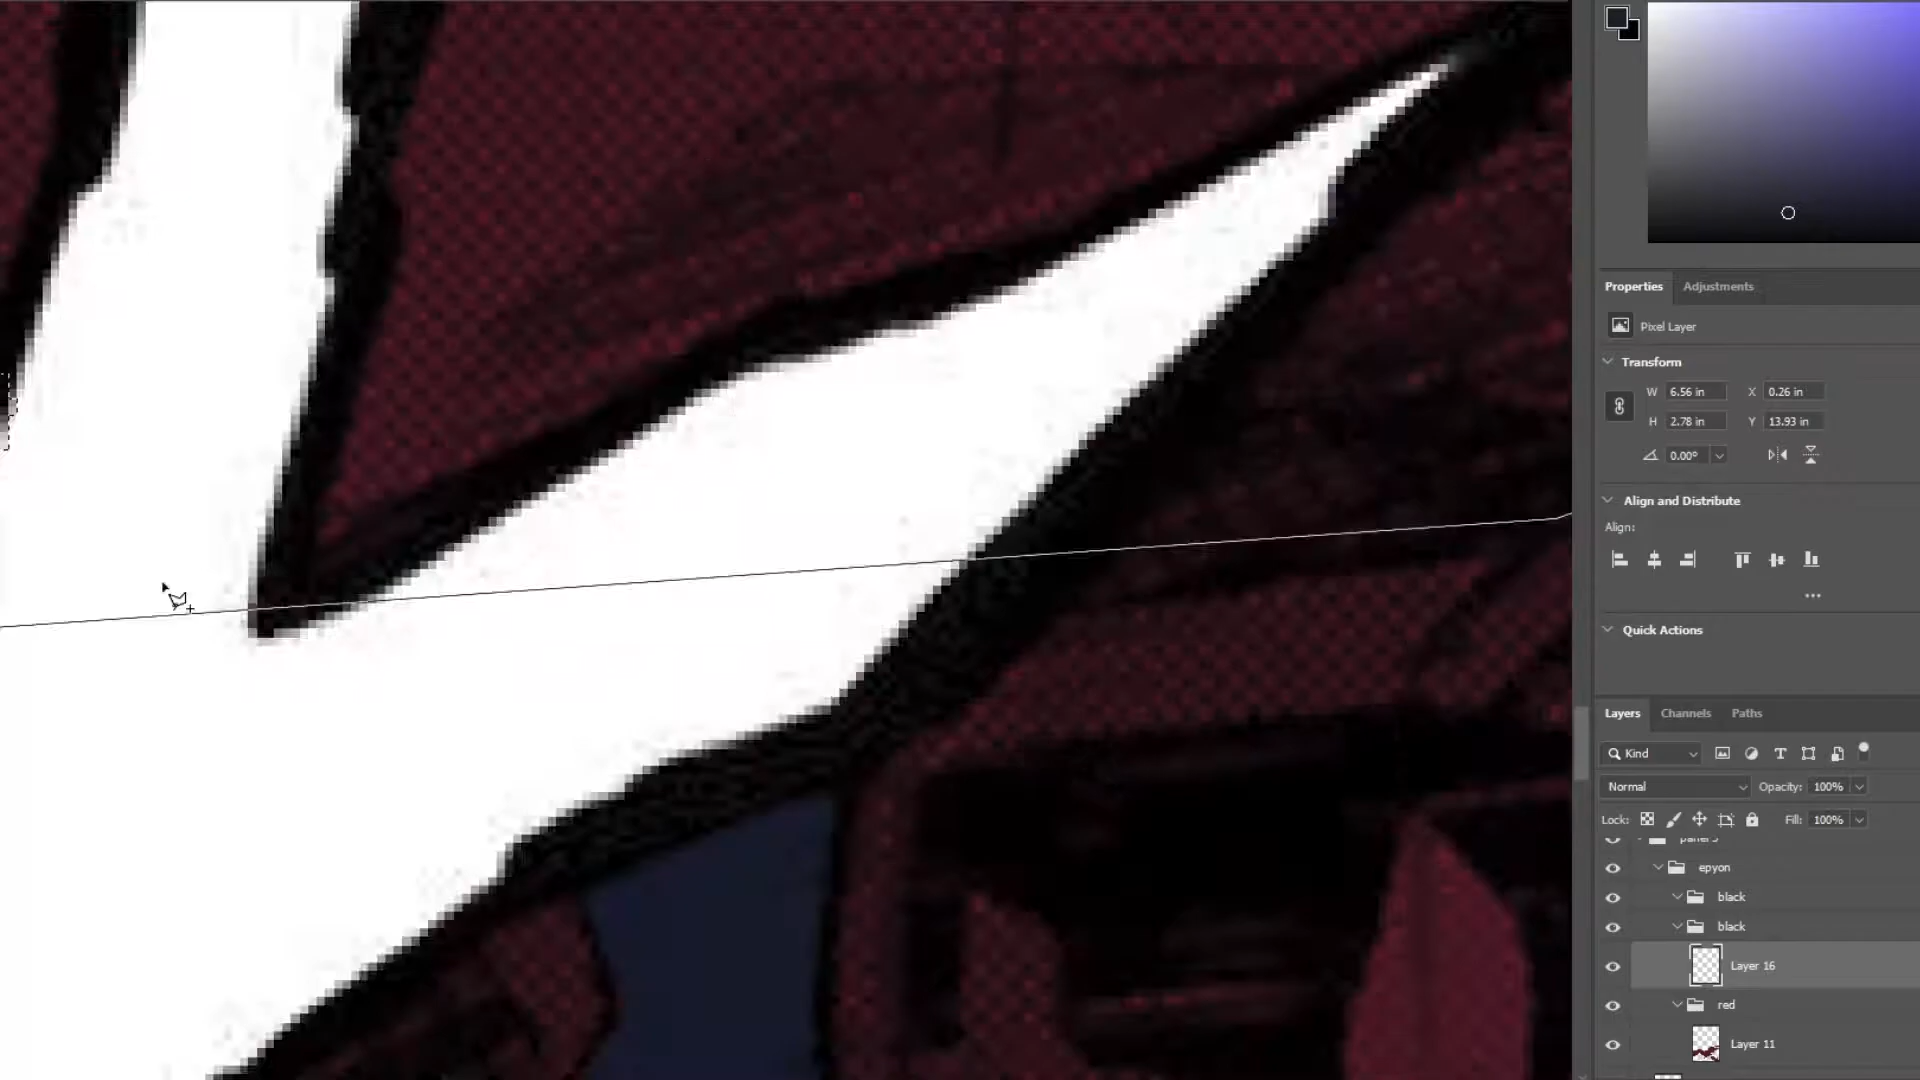 Properties Adjustments
Pixel Layer
Transform
W 6.56 in X 0.26 in
H 2.78 in Y 13.93 in
0.00°
Align and Distribute
Align:
Quick Actions
Layers Channels Paths
Kind
Normal Opacity: 100%
Lock: Fill: 100%
epyon
black
black
Layer 16
red
Layer 11